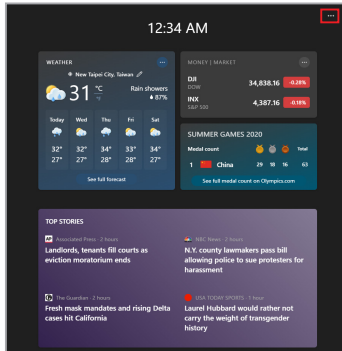 12:34 AM
WEATHER
New Taipei City, Taiwan
31 °C
Rain showers
87%
Today Wed Thu Fri Sat
32° 32° 34° 33° 34°
27° 27° 28° 28° 27°
See full forecast
MONEY | MARKET
DJI 34,838.16 -0.28%
DOW
INX 4,387.16 -0.18%
S&P 500
SUMMER GAMES 2020
Medal count Total
1 China 29 18 16 63
See full medal count on Olympics.com
TOP STORIES
AP Associated Press · 2 hours
Landlords, tenants fill courts as
eviction moratorium ends
NBC News · 2 hours
N.Y. county lawmakers pass bill
allowing police to sue protesters for
harassment
The Guardian · 2 hours
Fresh mask mandates and rising Delta
cases hit California
USA TODAY SPORTS · 1 hour
Laurel Hubbard would rather not
carry the weight of transgender
history